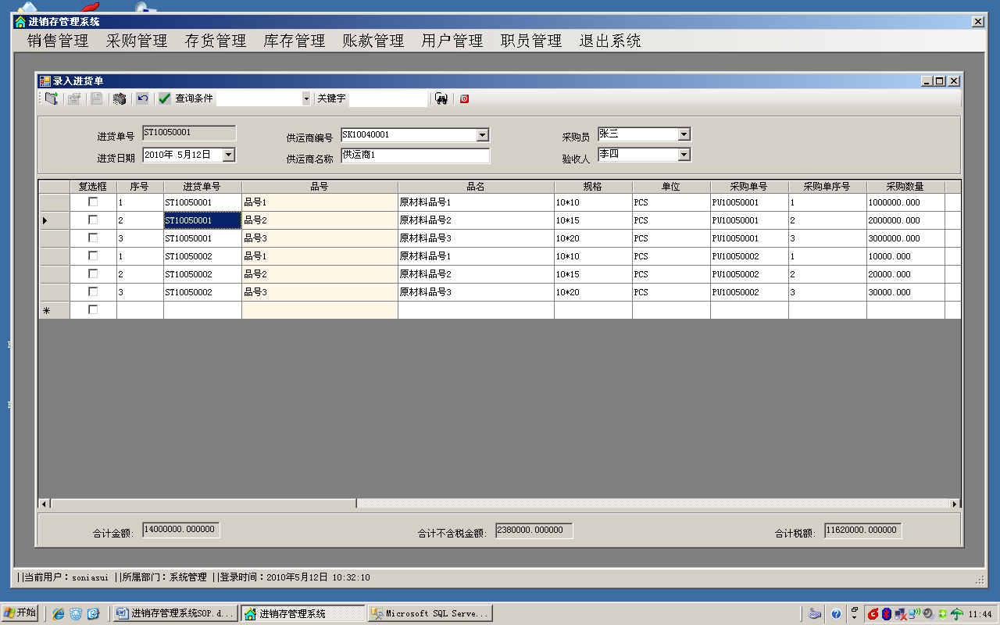 进销存管理系统
销售管理 采购管理 存货管理 库存管理 账款管理 用户管理 职员管理 退出系统
录入进货单
查询条件 关键字
进货单号 ST10050001 供运商编号 SK10040001 采购员 张三
进货日期 2010年 5月12日 供运商名称 供运商1 验收人 李四
复选框 序号 进货单号 品号 品名 规格 单位 采购单号 采购单序号 采购数量
1 ST10050001 品号1 原材料品号1 10*10 PCS PU10050001 1 1000000.000
2 ST10050001 品号2 原材料品号2 10*15 PCS PU10050001 2 2000000.000
3 ST10050001 品号3 原材料品号3 10*20 PCS PU10050001 3 3000000.000
1 ST10050002 品号1 原材料品号1 10*10 PCS PU10050002 1 10000.000
2 ST10050002 品号2 原材料品号2 10*15 PCS PU10050002 2 20000.000
3 ST10050002 品号3 原材料品号3 10*20 PCS PU10050002 3 30000.000
合计金额: 14000000.000000 合计不含税金额: 2380000.000000 合计税额: 11620000.000000
||当前用户：soniasui ||所属部门：系统管理 ||登录时间：2010年5月12日 10:32:10
开始 进销存管理系统SOP.d... 进销存管理系统 Microsoft SQL Serve... 11:44